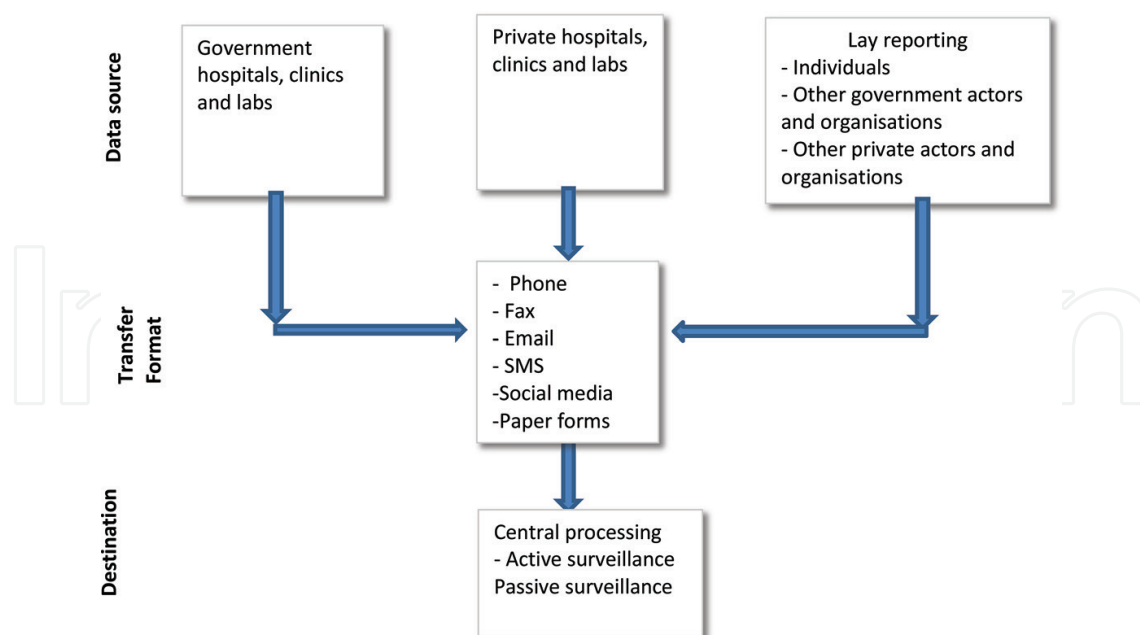 Data source
Government
hospitals, clinics
and labs
Private hospitals,
clinics and labs
Lay reporting
- Individuals
- Other government actors
and organisations
- Other private actors and
organisations
Transfer
Format
- Phone
- Fax
- Email
- SMS
-Social media
-Paper forms
Destination
Central processing
- Active surveillance
Passive surveillance